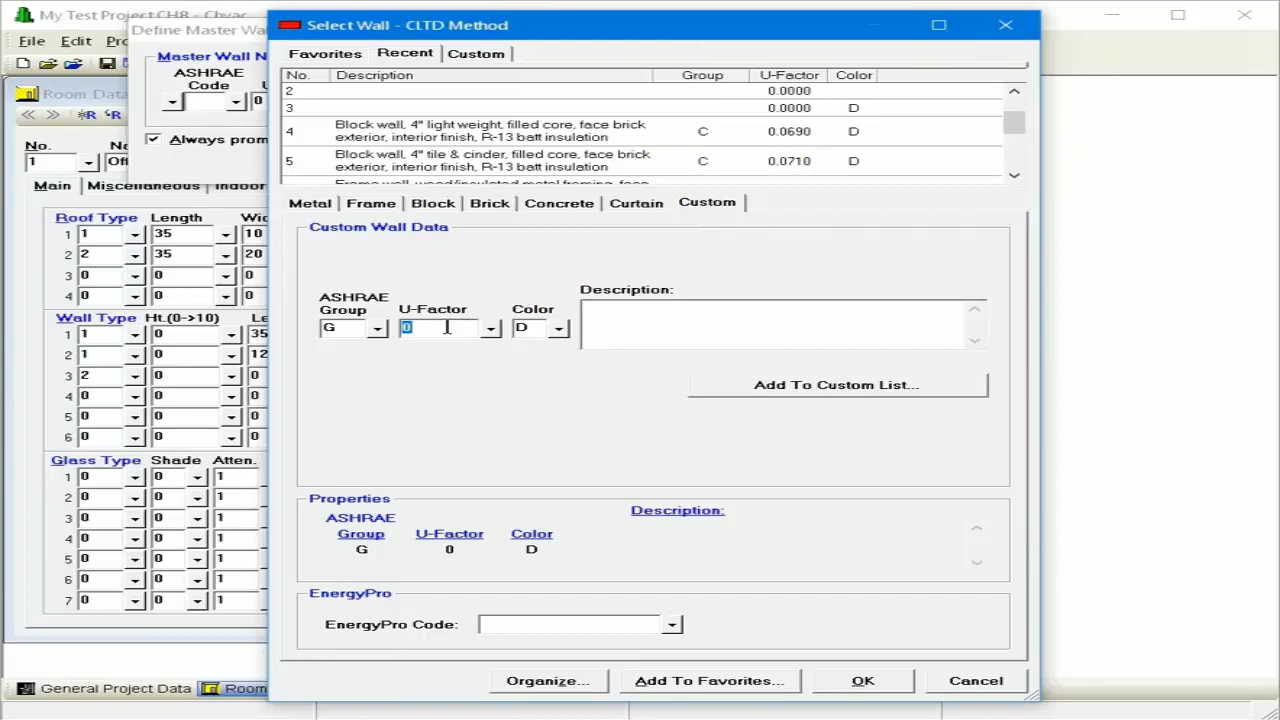 My Test Project CHB - Chvac
File Edit Pro
Define Master Wal
Master Wall N
ASHRAE
Code
0
Always prom
Room Data
R R
No. Na
1 Off
Main Miscellaneous Indoor
Roof Type Length Wid
1 1 35 10
2 2 35 20
3 0 0 0
4 0 0 0
Wall Type Ht.(0->10) Le
1 1 0 35
2 1 0 12
3 2 0 0
4 0 0 0
5 0 0 0
6 0 0 0
Glass Type Shade Atten.
1 0 0 1
2 0 0 1
3 0 0 1
4 0 0 1
5 0 0 1
6 0 0 1
7 0 0 1
General Project Data Room
Select Wall - CLTD Method
Favorites Recent Custom
No. Description Group U-Factor Color
2 0.0000
3 0.0000 D
4 Block wall, 4" light weight, filled core, face brick C 0.0690 D
exterior, interior finish, R-13 batt insulation
5 Block wall, 4" tile & cinder, filled core, face brick C 0.0710 D
exterior, interior finish, R-13 batt insulation
Frame wall, wood/insulated metal framing, face
Metal Frame Block Brick Concrete Curtain Custom
Custom Wall Data
ASHRAE
Group U-Factor Color Description:
G 0 D
Add To Custom List...
Properties
ASHRAE
Group U-Factor Color Description:
G 0 D
EnergyPro
EnergyPro Code:
Organize... Add To Favorites... OK Cancel